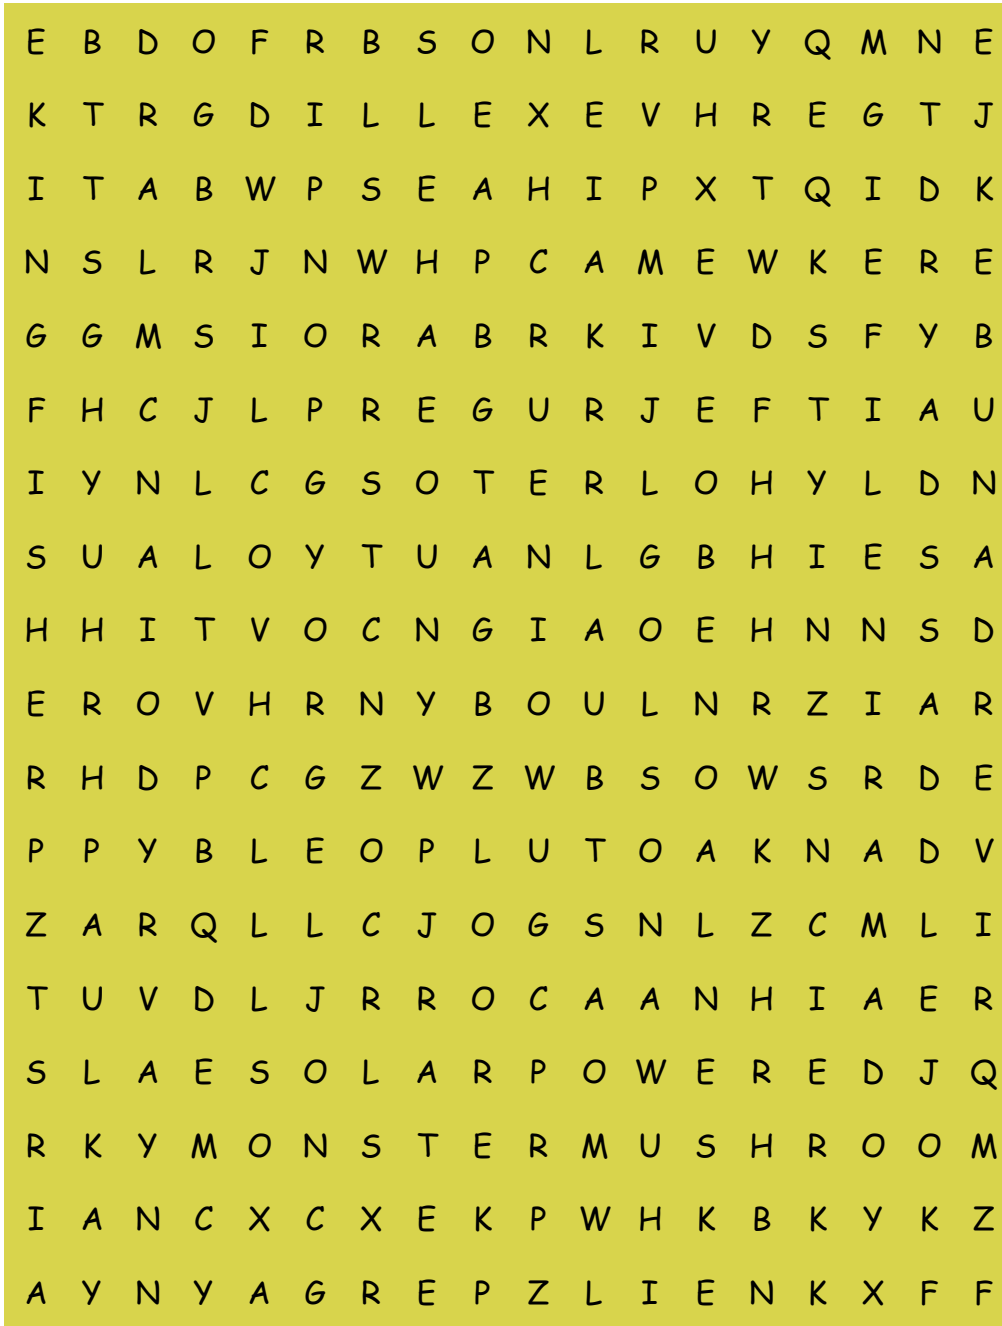 E B D O F R B S O N L R U Y Q M N E
K T R G D I L L E X E V H R E G T J
I T A B W P S E A H I P X T Q I D K
N S L R J N W H P C A M E W K E R E
G G M S I O R A B R K I V D S F Y B
F H C J L P R E G U R J E F T I A U
I Y N L C G S O T E R L O H Y L D N
S U A L O Y T U A N L G B H I E S A
H H I T V O C N G I A O E H N N S D
E R O V H R N Y B O U L N R Z I A R
R H D P C G Z W Z W B S O W S R D E
P P Y B L E O P L U T O A K N A D V
Z A R Q L L C J O G S N L Z C M L I
T U V D L J R R O C A A N H I A E R
S L A E S O L A R P O W E R E D J Q
R K Y M O N S T E R M U S H R O O M
I A N C X C X E K P W H K B K Y K Z
A Y N Y A G R E P Z L I E N K X F F